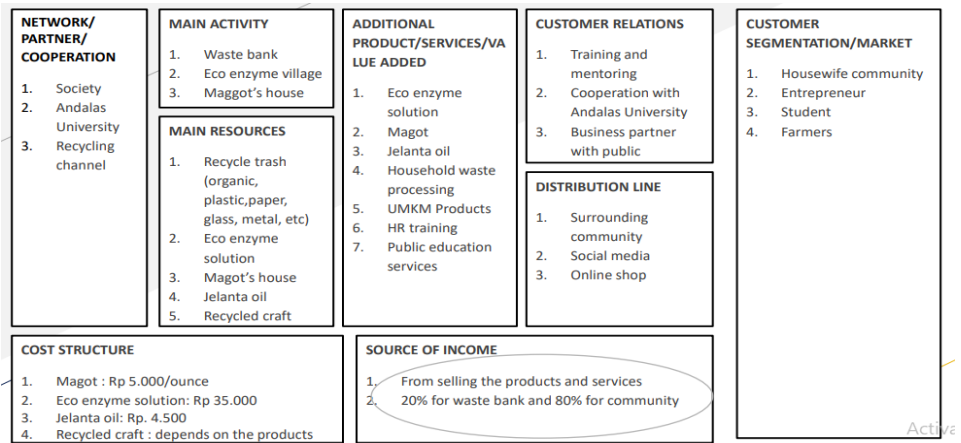 NETWORK/
PARTNER/
COOPERATION
1. Society
2. Andalas
University
3. Recycling
channel
MAIN ACTIVITY
1. Waste bank
2. Eco enzyme village
3. Maggot’s house
MAIN RESOURCES
1. Recycle trash
(organic,
plastic,paper,
glass, metal, etc)
2. Eco enzyme
solution
3. Magot’s house
4. Jelanta oil
5. Recycled craft
ADDITIONAL
PRODUCT/SERVICES/VA
LUE ADDED
1. Eco enzyme
solution
2. Magot
3. Jelanta oil
4. Household waste
processing
5. UMKM Products
6. HR training
7. Public education
services
CUSTOMER RELATIONS
1. Training and
mentoring
2. Cooperation with
Andalas University
3. Business partner
with public
DISTRIBUTION LINE
1. Surrounding
community
2. Social media
3. Online shop
CUSTOMER
SEGMENTATION/MARKET
1. Housewife community
2. Entrepreneur
3. Student
4. Farmers
COST STRUCTURE
1. Magot : Rp 5.000/ounce
2. Eco enzyme solution: Rp 35.000
3. Jelanta oil: Rp. 4.500
4. Recycled craft : depends on the products
SOURCE OF INCOME
1. From selling the products and services
2. 20% for waste bank and 80% for community
Activa